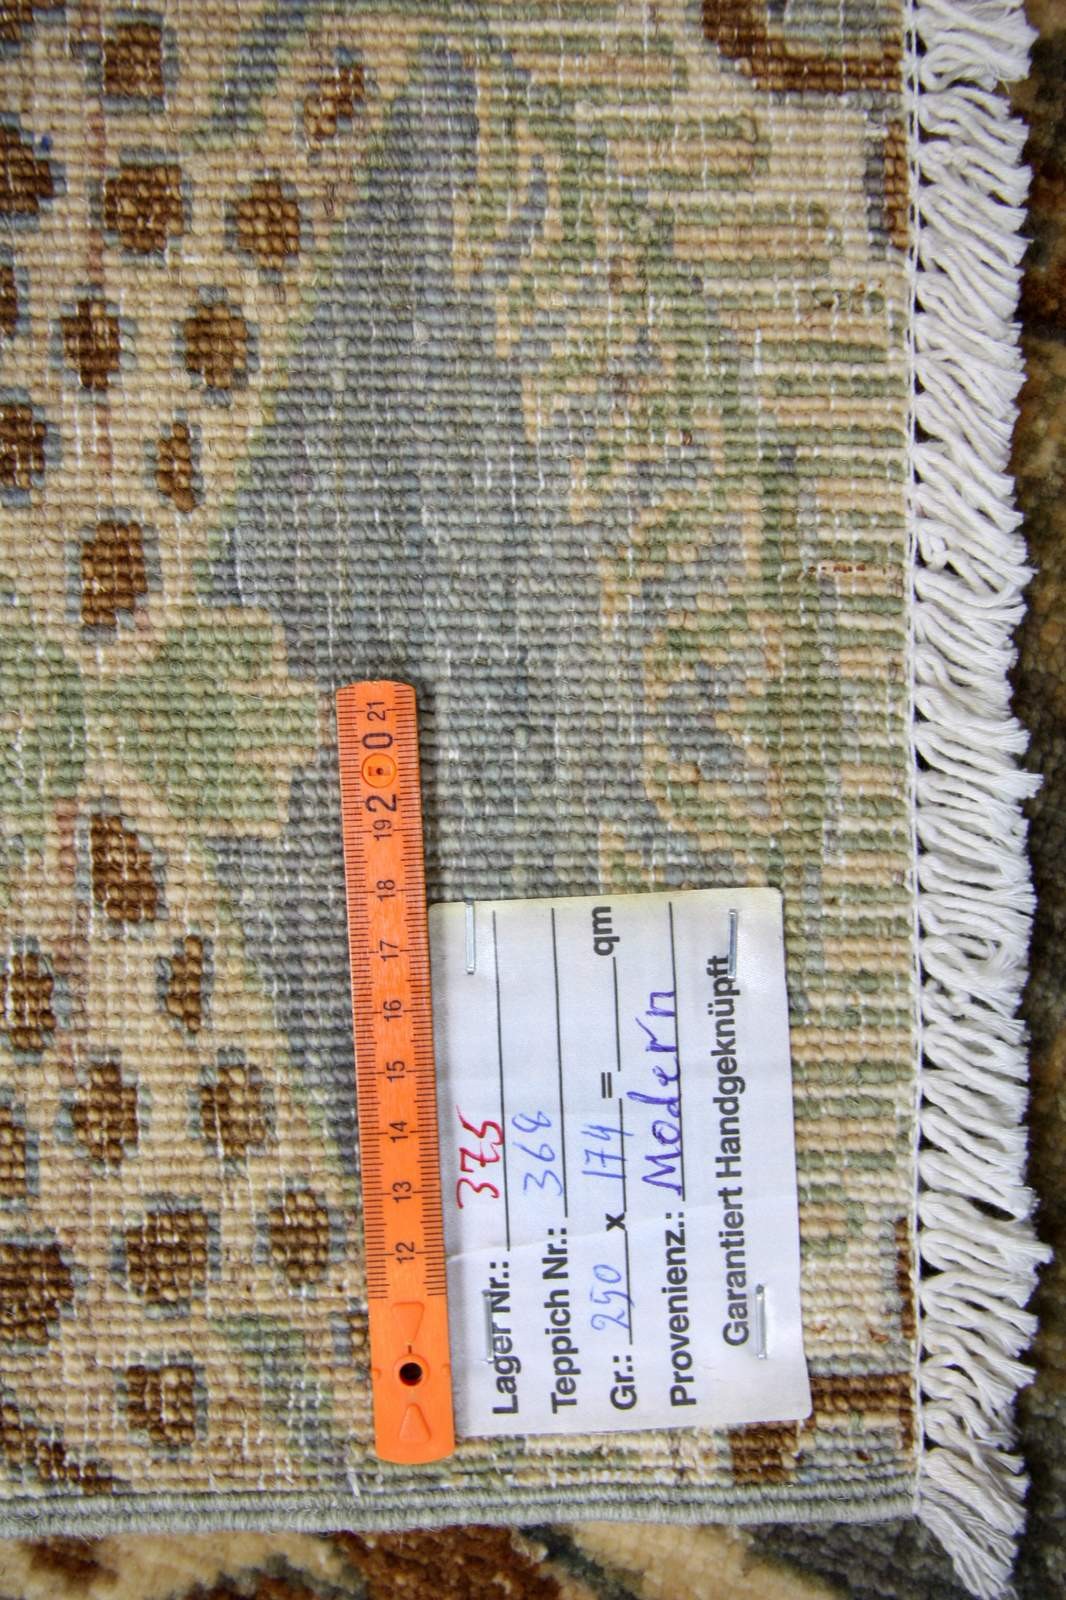 Lager Nr.: 375
Teppich Nr.: 368
Gr.: 290 x 174 = qm
Provenienz.: Modern
Garantiert Handgeknüpft
12 13 14 15 16 17 18 19 20 21